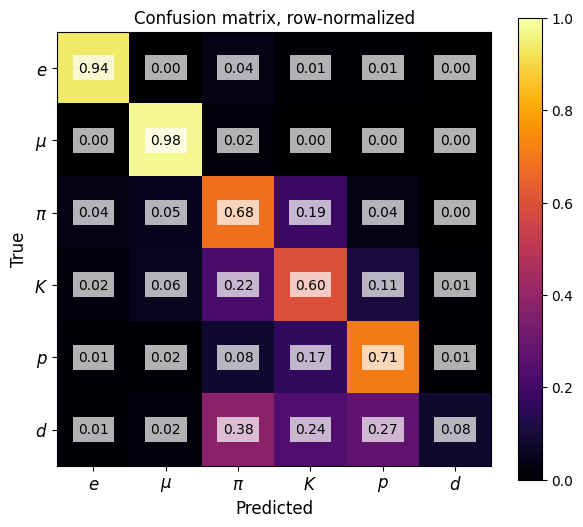 Confusion matrix, row-normalized
True
e 0.94 0.00 0.04 0.01 0.01 0.00
μ 0.00 0.98 0.02 0.00 0.00 0.00
π 0.04 0.05 0.68 0.19 0.04 0.00
K 0.02 0.06 0.22 0.60 0.11 0.01
p 0.01 0.02 0.08 0.17 0.71 0.01
d 0.01 0.02 0.38 0.24 0.27 0.08
e μ π K p d
Predicted
1.0
0.8
0.6
0.4
0.2
0.0